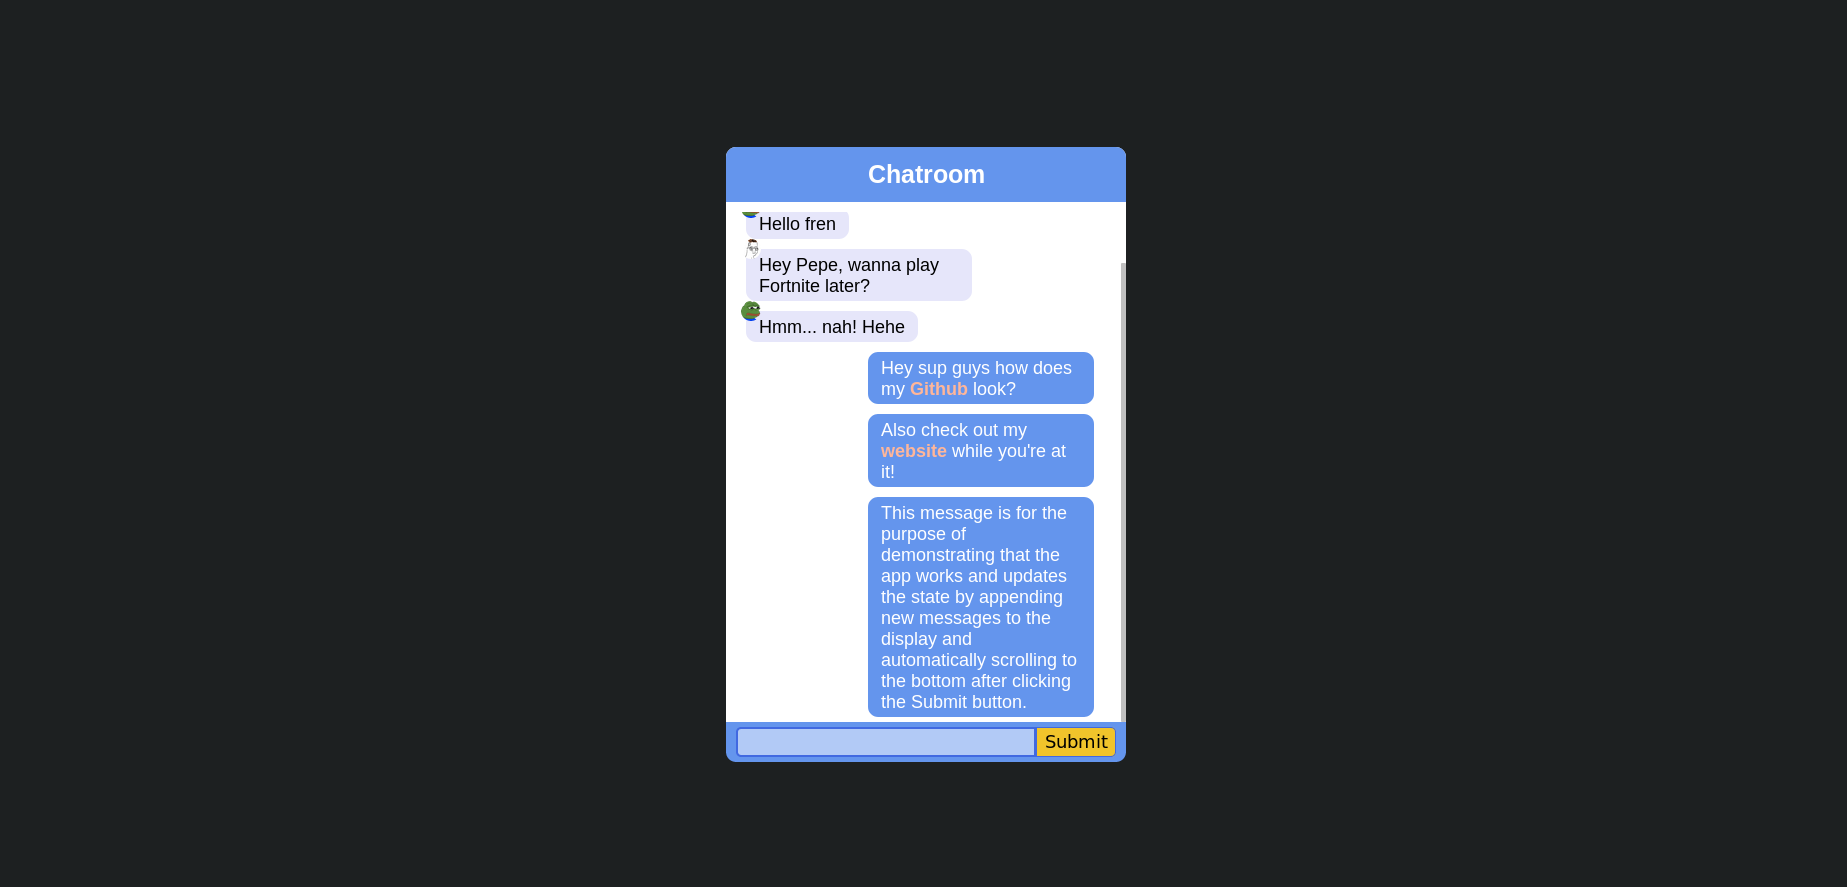 Chatroom
Hello fren
Hey Pepe, wanna play
Fortnite later?
Hmm... nah! Hehe
Hey sup guys how does
my Github look?
Also check out my
website while you're at
it!
This message is for the
purpose of
demonstrating that the
app works and updates
the state by appending
new messages to the
display and
automatically scrolling to
the bottom after clicking
the Submit button.
Submit